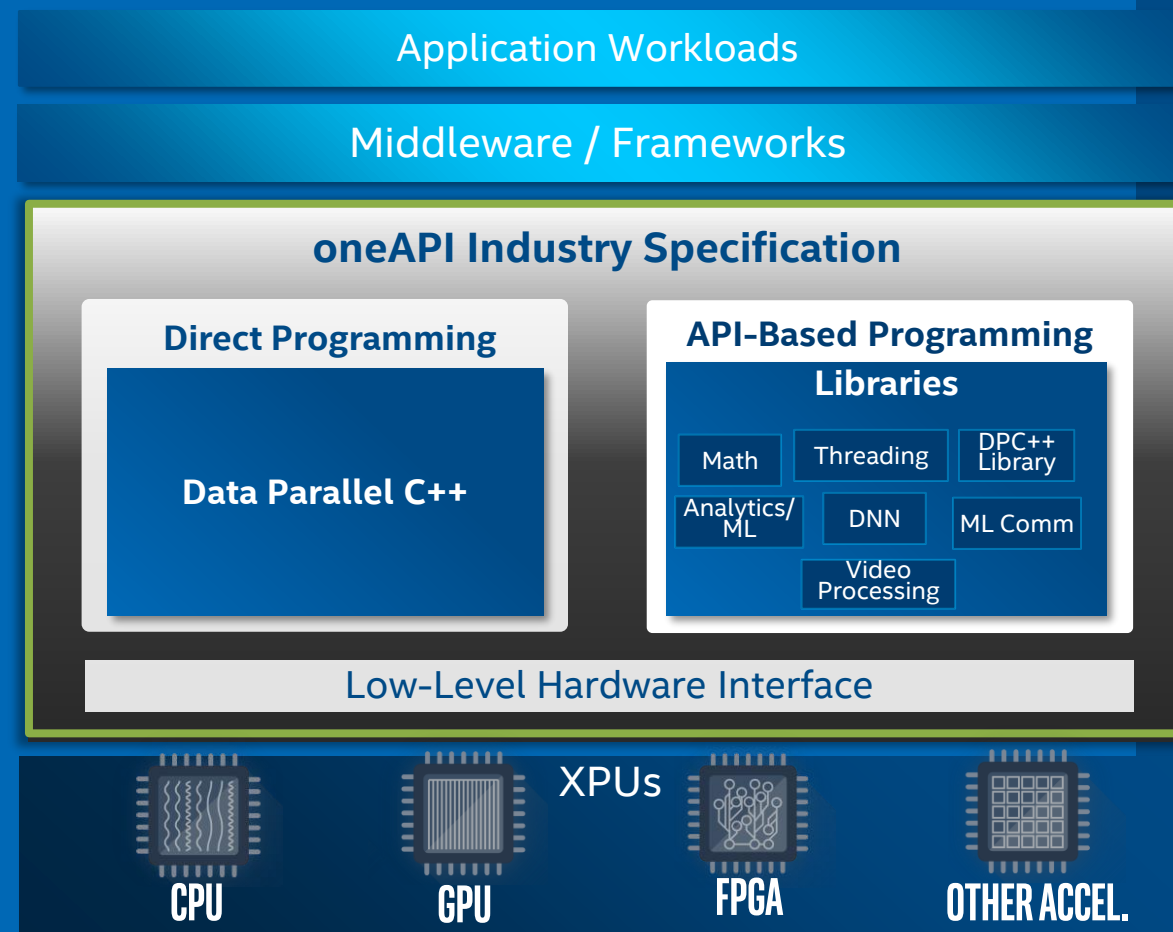 Application Workloads
Middleware / Frameworks
oneAPI Industry Specification
Direct Programming
Data Parallel C++
API-Based Programming
Libraries
Math
Threading
DPC++
Library
Analytics/
ML
DNN
ML Comm
Video
Processing
Low-Level Hardware Interface
XPUs
CPU
GPU
FPGA
OTHER ACCEL.